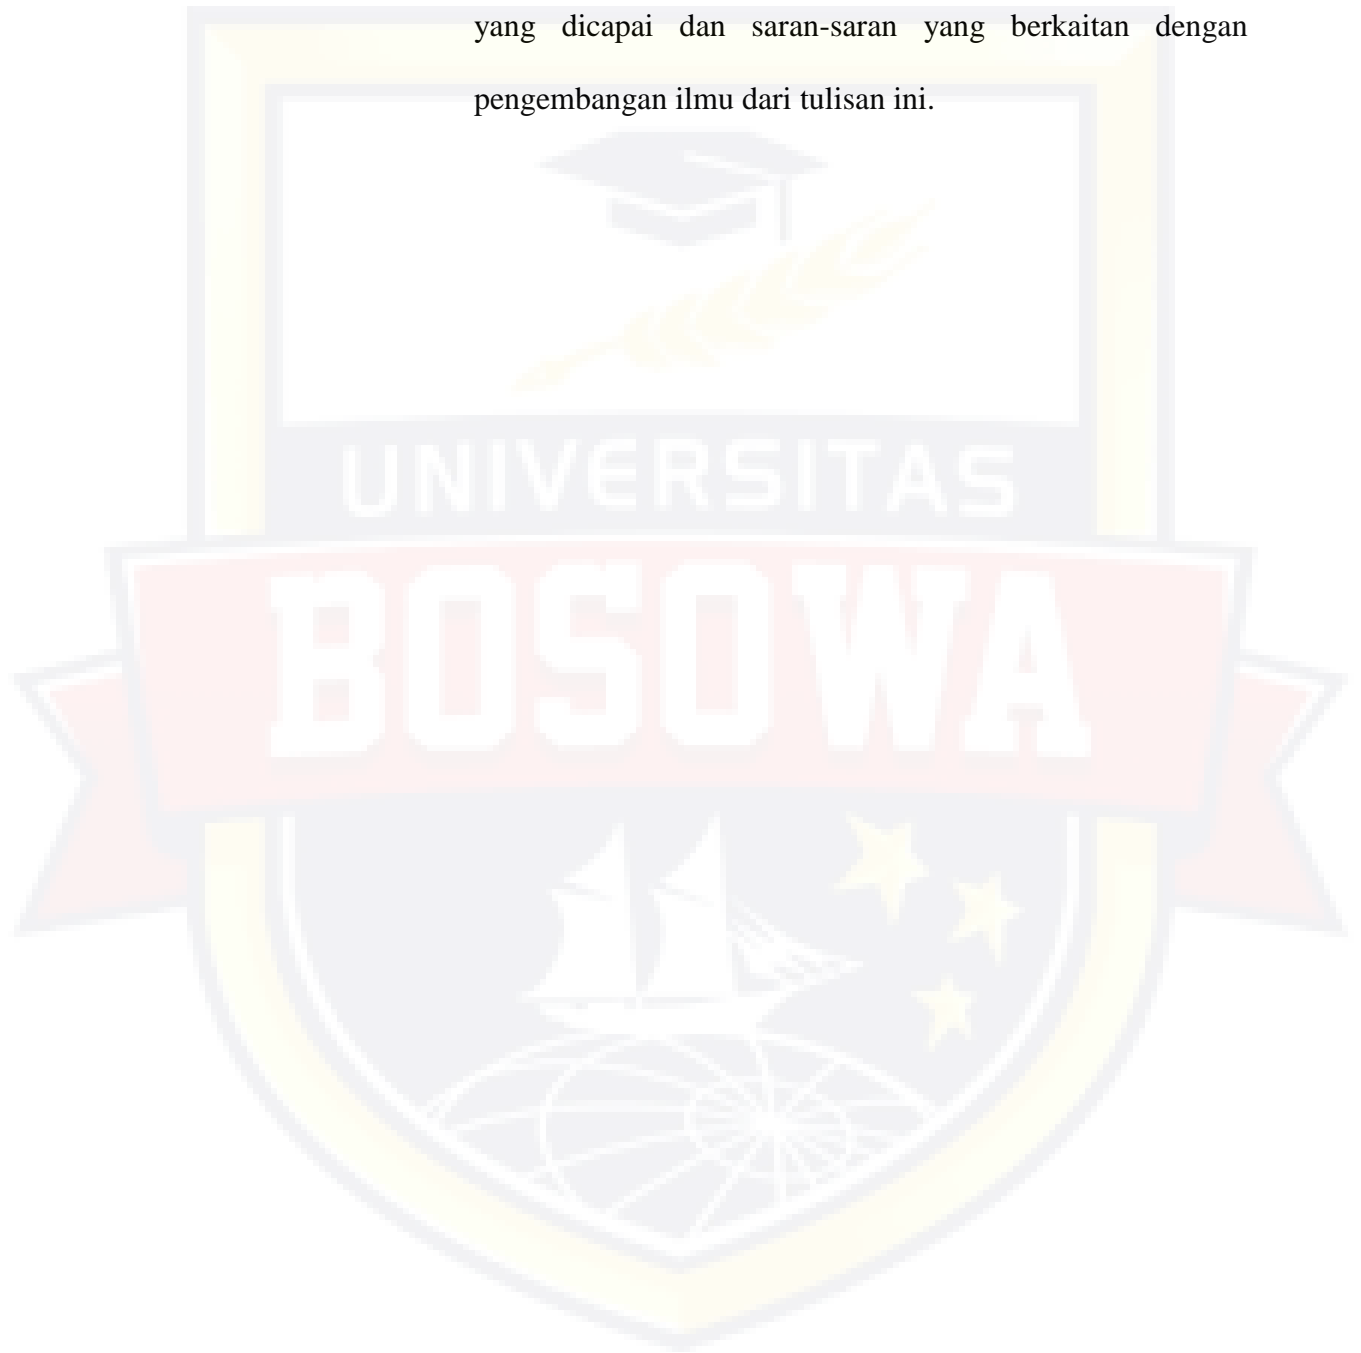 yang dicapai dan saran-saran yang berkaitan dengan
pengembangan ilmu dari tulisan ini.
UNIVERSITAS
BOSOWA